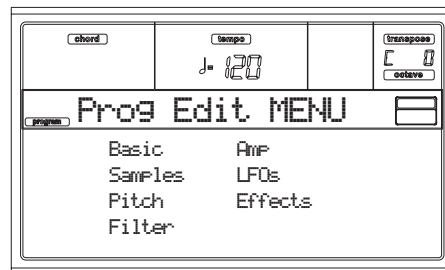 chord tempo transpose
♩= 120 C 0
octave
program Prog Edit MENU
Basic Amp
Samples LFOs
Pitch Effects
Filter